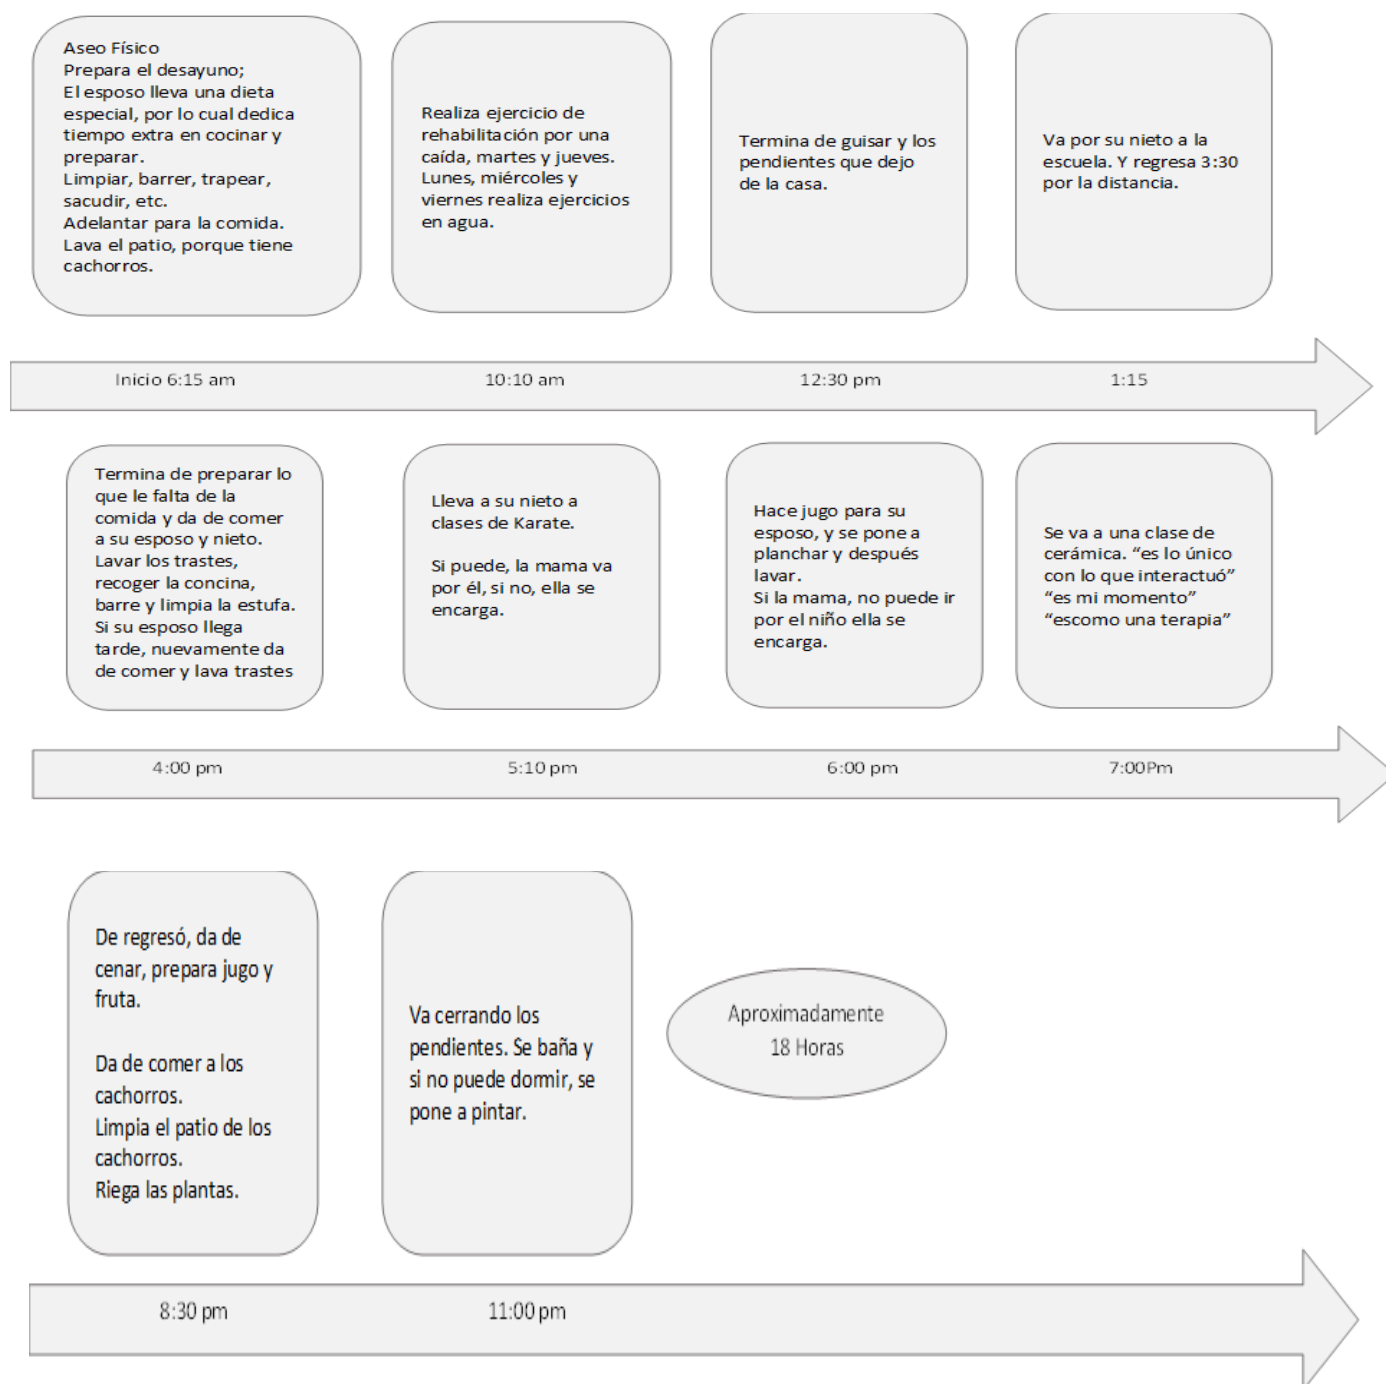 Aseo Físico
Prepara el desayuno;
El esposo lleva una dieta
especial, por lo cual dedica
tiempo extra en cocinar y
preparar.
Limpiar, barrer, trapear,
sacudir, etc.
Adelantar para la comida.
Lava el patio, porque tiene
cachorros.
Realiza ejercicio de
rehabilitación por una
caída, martes y jueves.
Lunes, miércoles y
viernes realiza ejercicios
en agua.
Termina de guisar y los
pendientes que dejo
de la casa.
Va por su nieto a la
escuela. Y regresa 3:30
por la distancia.
Inicio 6:15 am
10:10 am
12:30 pm
1:15
Termina de preparar lo
que le falta de la
comida y da de comer
a su esposo y nieto.
Lavar los trastes,
recoger la concina,
barre y limpia la estufa.
Si su esposo llega
tarde, nuevamente da
de comer y lava trastes
Lleva a su nieto a
clases de Karate.
Si puede, la mama va
por él, si no, ella se
encarga.
Hace jugo para su
esposo, y se pone a
planchar y después
lavar.
Si la mama, no puede ir
por el niño ella se
encarga.
Se va a una clase de
cerámica. “es lo único
con lo que interactuó”
“es mi momento”
“escomo una terapia”
4:00 pm
5:10 pm
6:00 pm
7:00Pm
De regresó, da de
cenar, prepara jugo y
fruta.
Da de comer a los
cachorros.
Limpia el patio de los
cachorros.
Riega las plantas.
Va cerrando los
pendientes. Se baña y
si no puede dormir, se
pone a pintar.
Aproximadamente
18 Horas
8:30 pm
11:00 pm